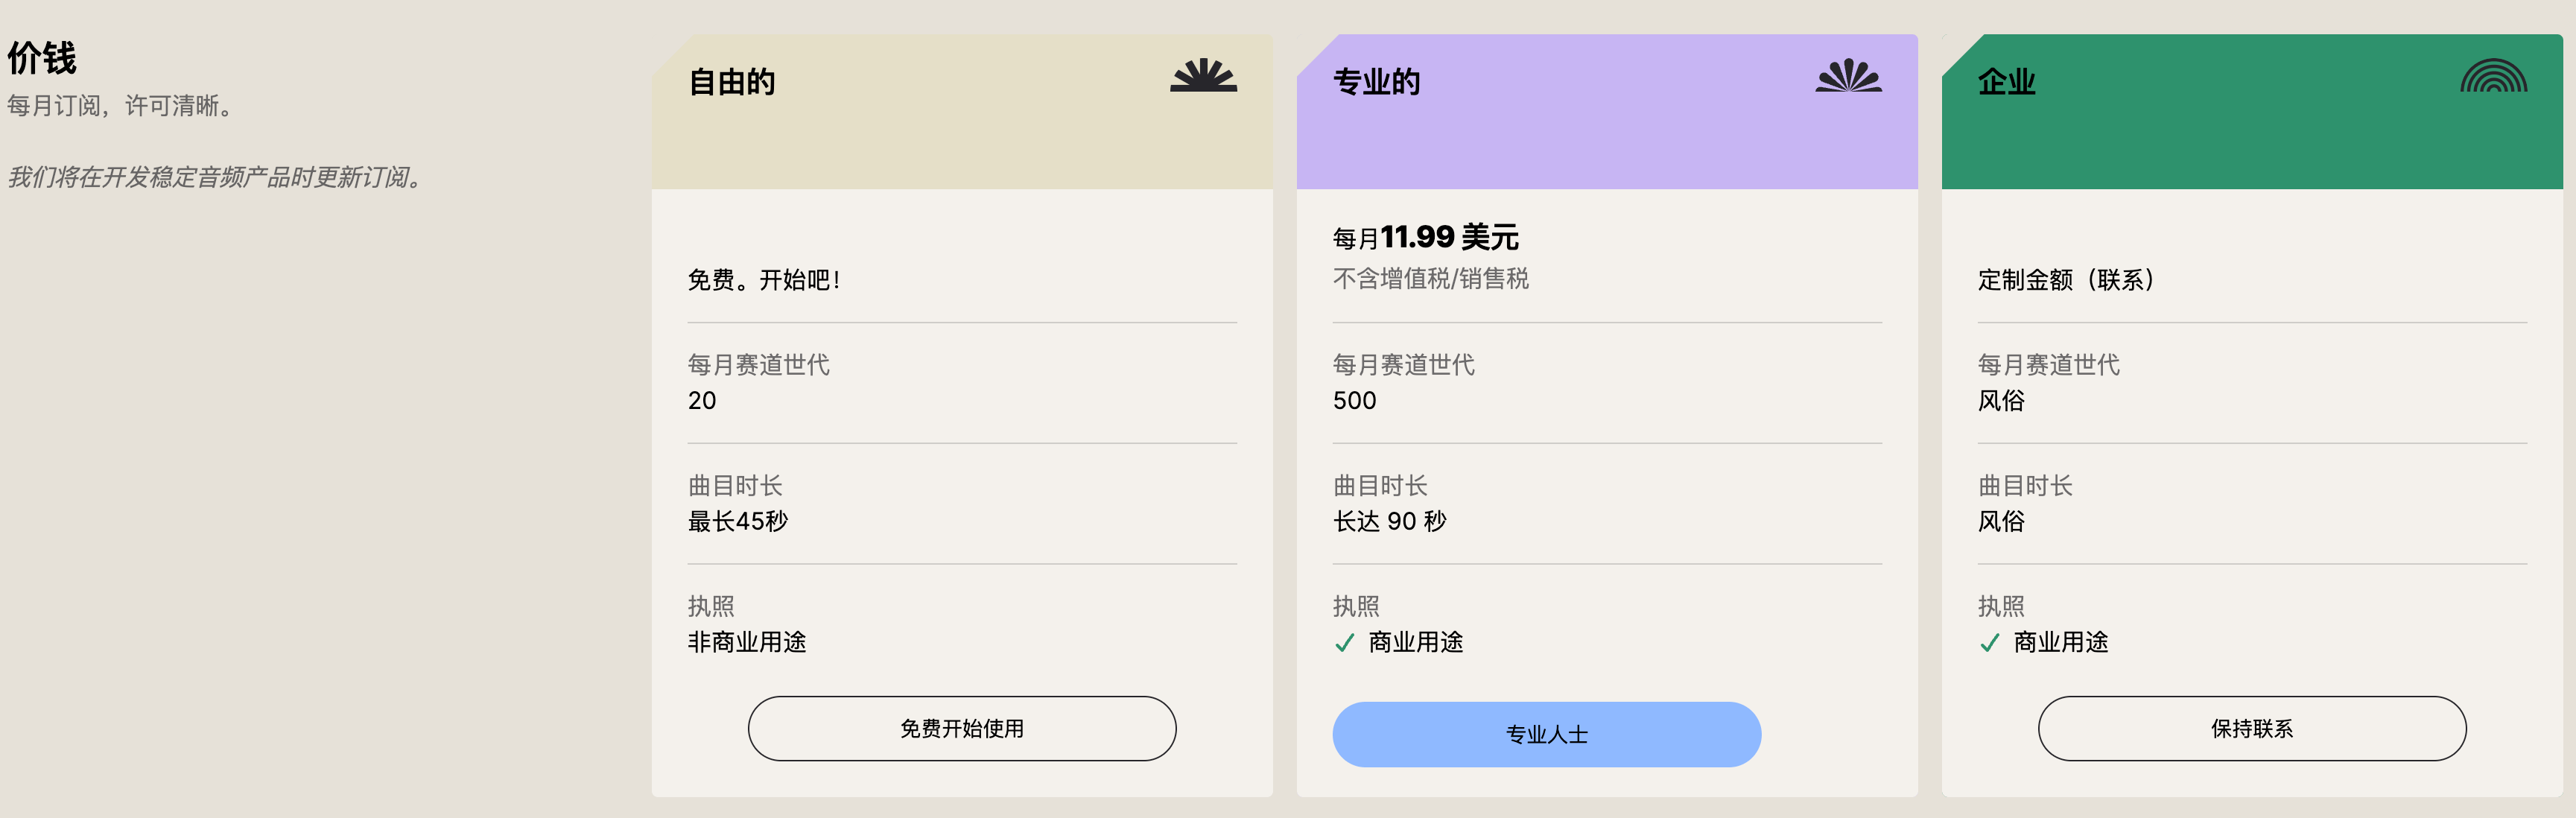 价钱
每月订阅，许可清晰。
我们将在开发稳定音频产品时更新订阅。
自由的
免费。开始吧！
每月赛道世代
20
曲目时长
最长45秒
执照
非商业用途
免费开始使用
专业的
每月11.99 美元
不含增值税/销售税
每月赛道世代
500
曲目时长
长达 90 秒
执照
商业用途
专业人士
企业
定制金额（联系）
每月赛道世代
风俗
曲目时长
风俗
执照
商业用途
保持联系